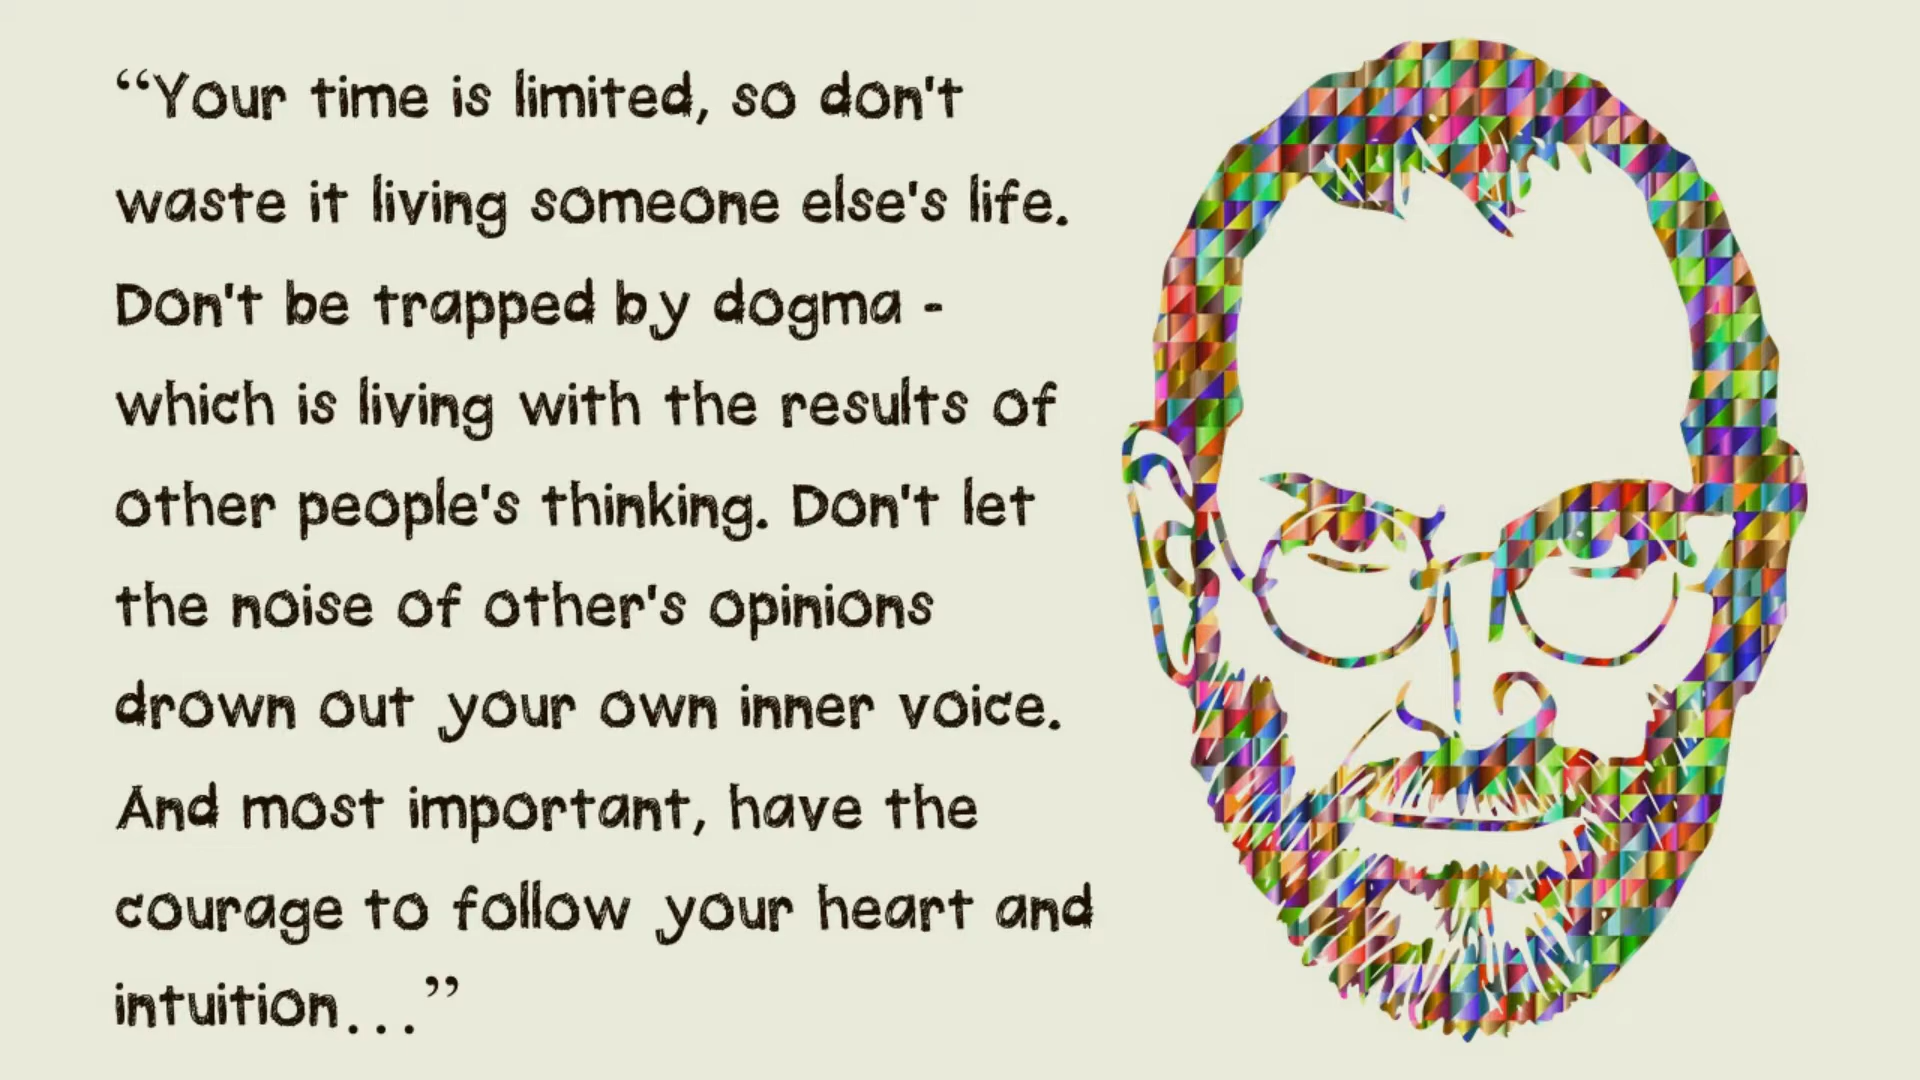 “Your time is limited, so don't
waste it living someone else's life.
Don't be trapped by dogma -
which is living with the results of
other people's thinking. Don't let
the noise of other's opinions
drown out your own inner voice.
And most important, have the
courage to follow your heart and
intuition...”